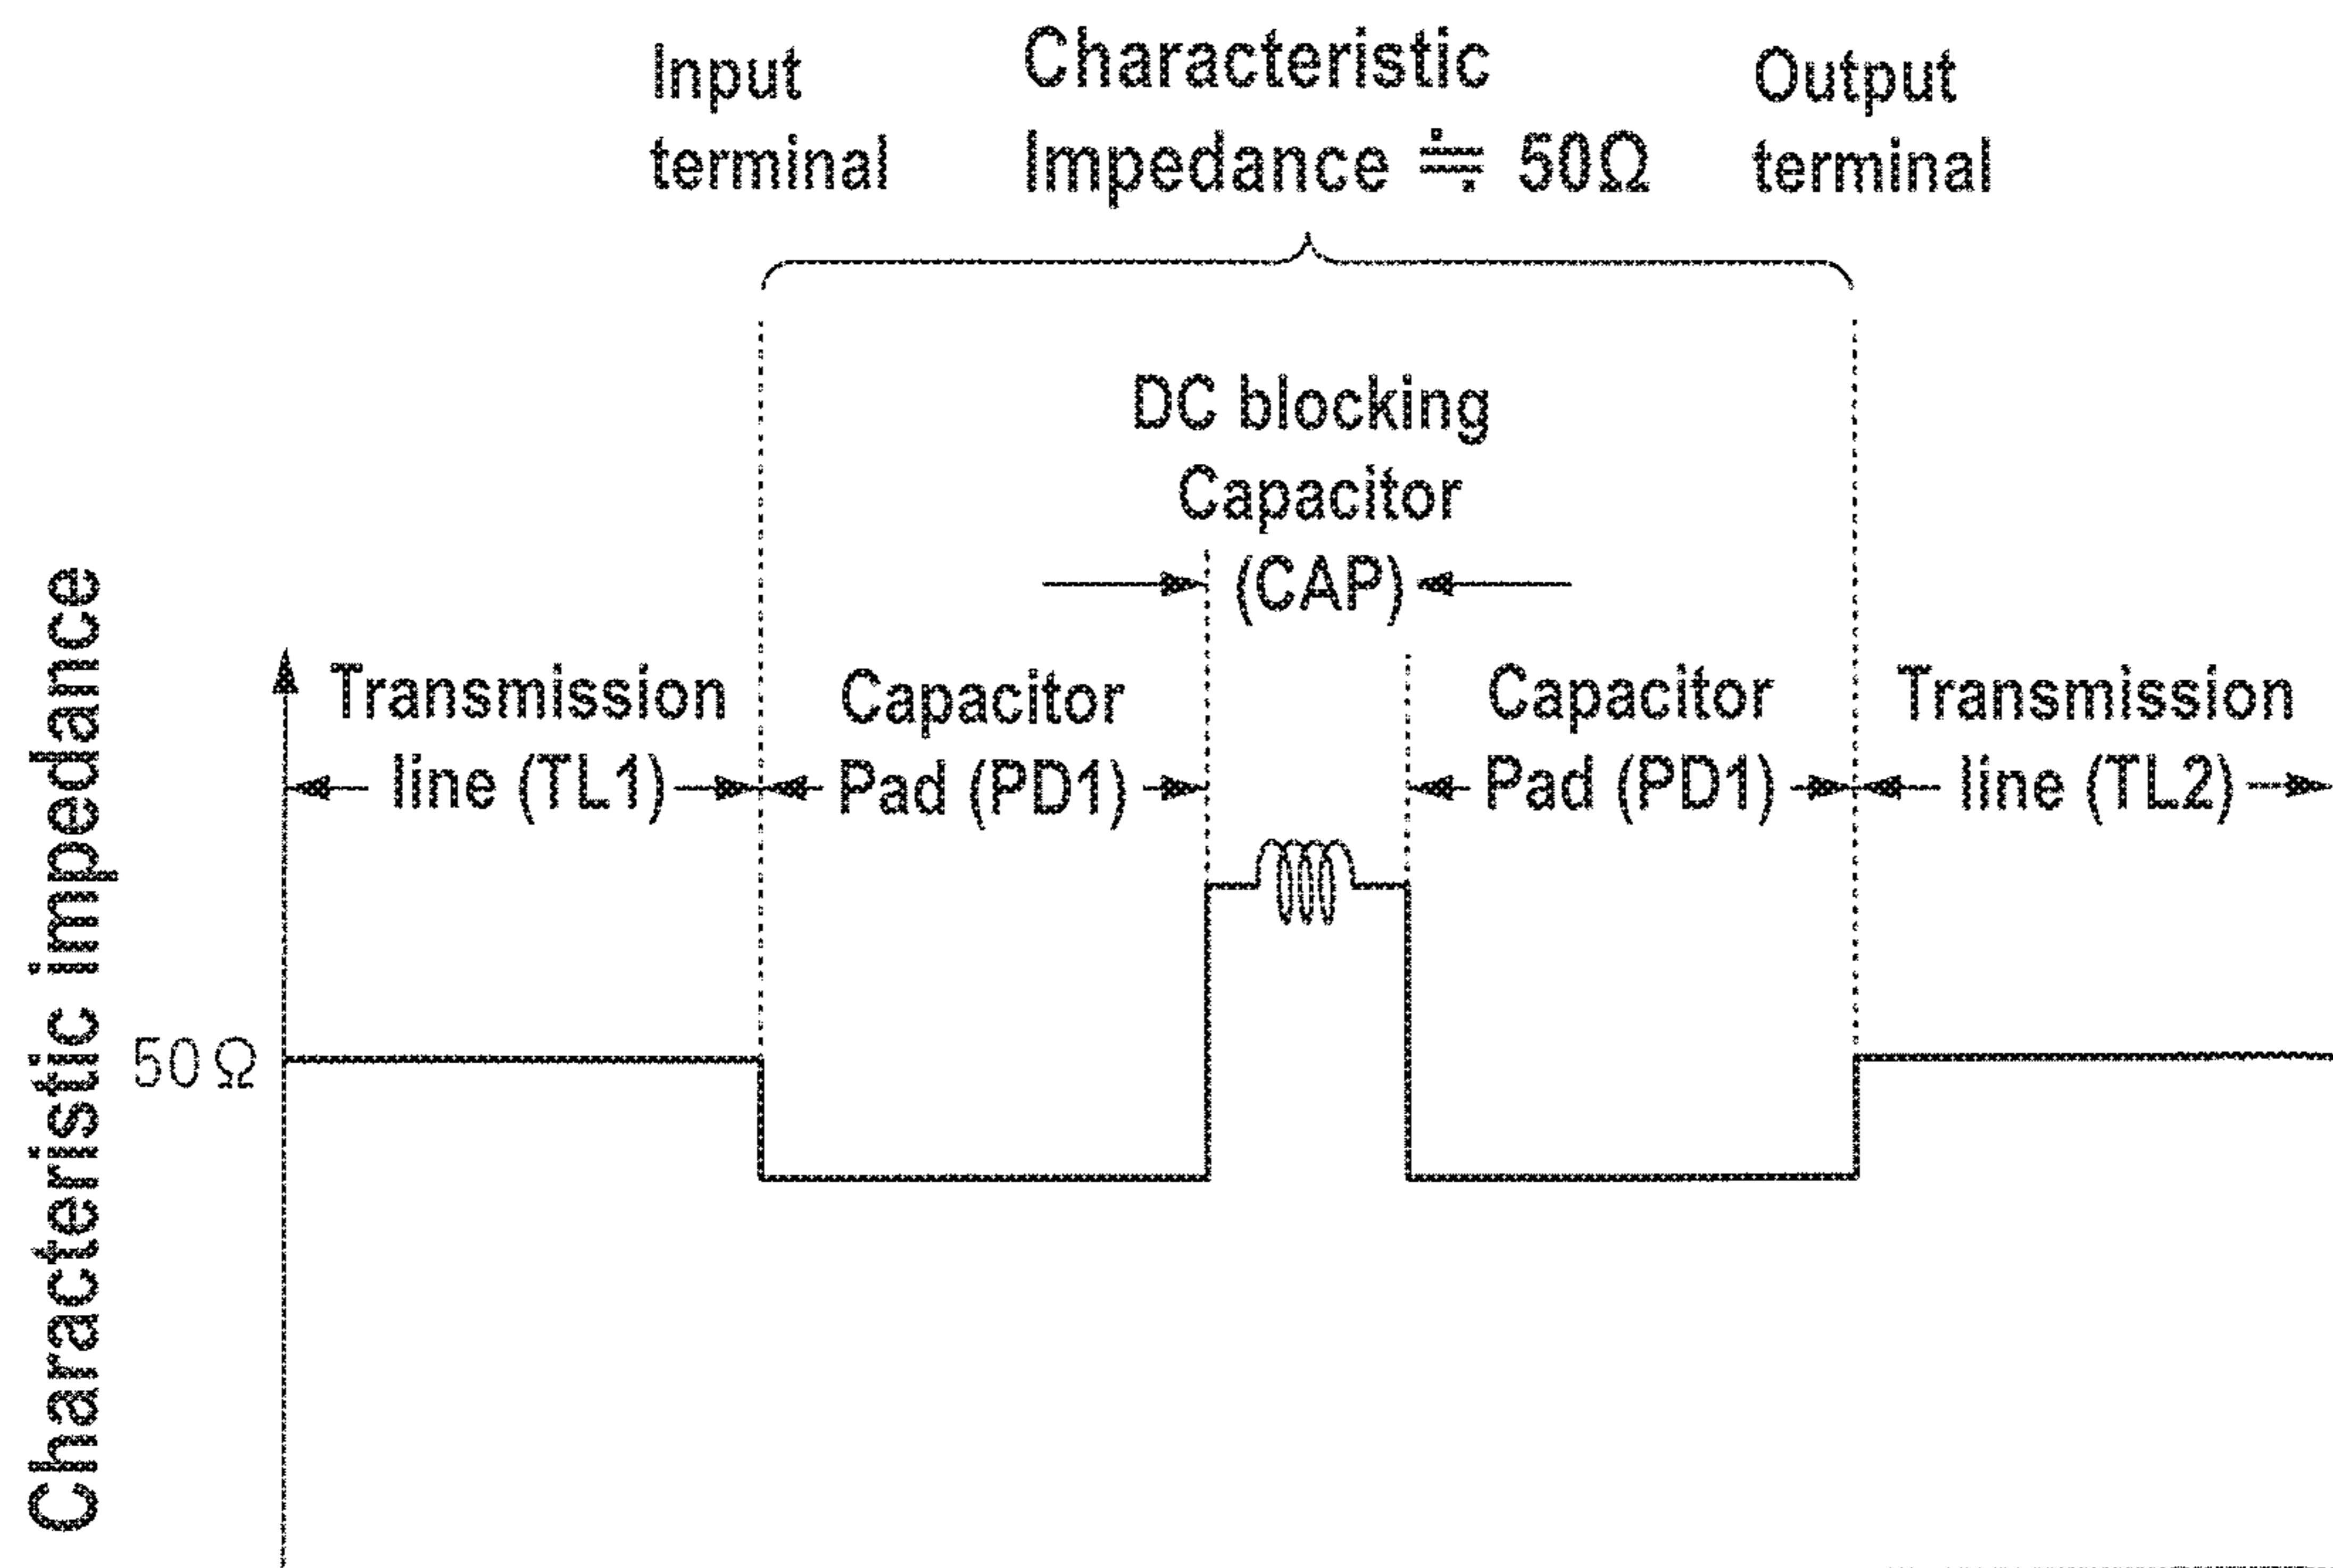 Input
terminal
Characteristic
Impedance ≒ 50Ω
Output
terminal
DC blocking
Capacitor
(CAP)
Transmission
line (TL1)
Capacitor
Pad (PD1)
Capacitor
Pad (PD1)
Transmission
line (TL2)
Characteristic impedance
50Ω